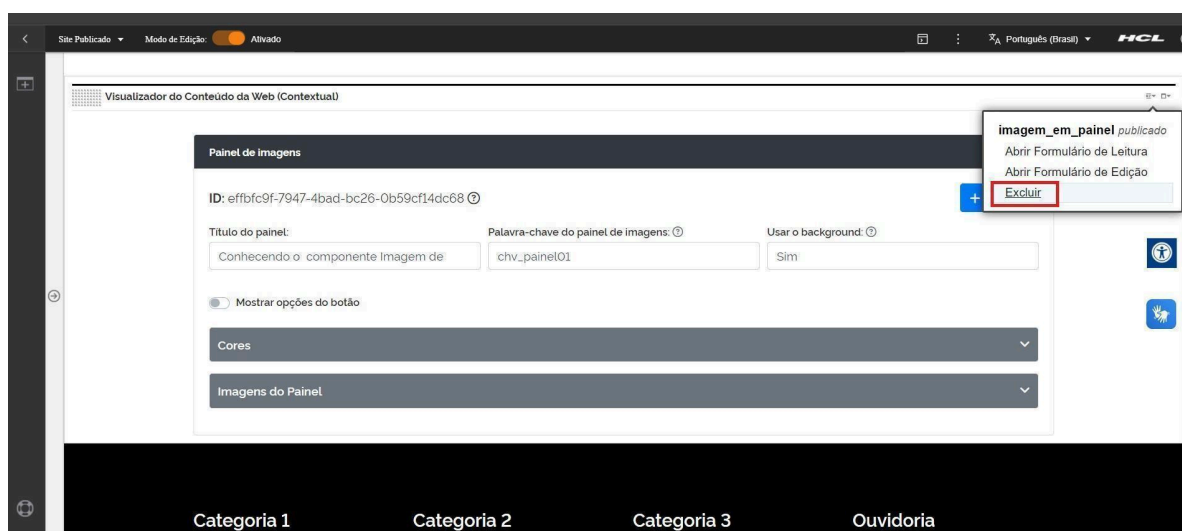 Site Publicado Modo de Edição: Ativado Português (Brasil) HCL
Visualizador do Conteúdo da Web (Contextual)
imagem_em_painel publicado
Abrir Formulário de Leitura
Abrir Formulário de Edição
Excluir
Painel de imagens
ID: effbfc9f-7947-4bad-bc26-0b59cf14dc68
+
Título do painel: Palavra-chave do painel de imagens: Usar o background:
Conhecendo o componente Imagem de chv_painel01 Sim
Mostrar opções do botão
Cores
Imagens do Painel
Categoria 1 Categoria 2 Categoria 3 Ouvidoria